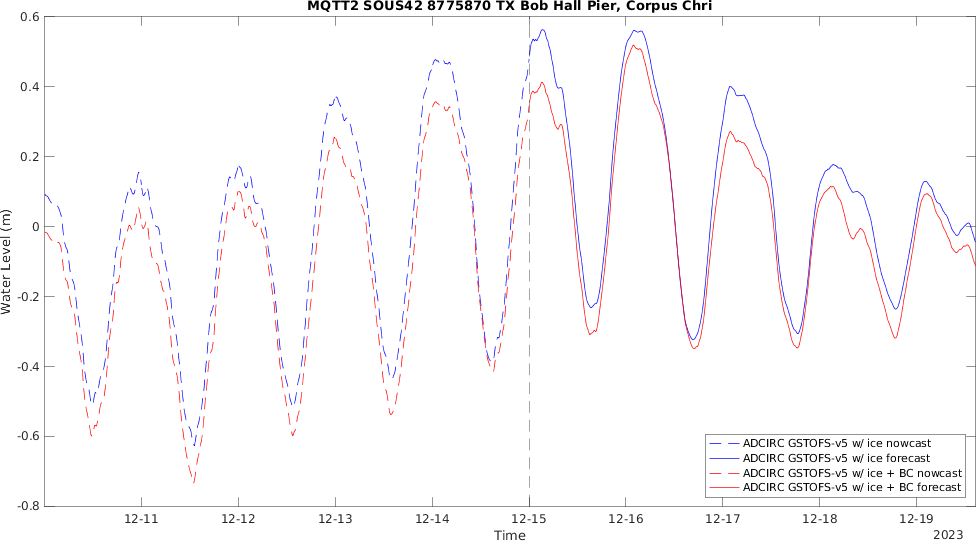 MQTT2 SOUS42 8775870 TX Bob Hall Pier, Corpus Chri
0.6
0.4
0.2
0
-0.2
-0.4
-0.6
-0.8
Water Level (m)
ADCIRC GSTOFS-v5 w/ ice nowcast
ADCIRC GSTOFS-v5 w/ ice forecast
ADCIRC GSTOFS-v5 w/ ice + BC nowcast
ADCIRC GSTOFS-v5 w/ ice + BC forecast
12-11 12-12 12-13 12-14 12-15 12-16 12-17 12-18 12-19
Time
2023